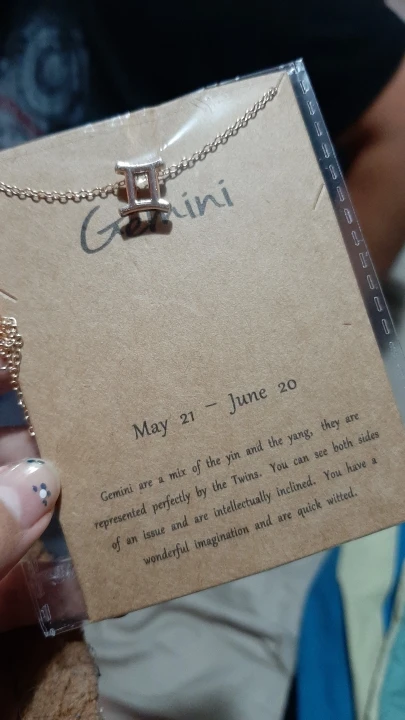 Gemini
May 21 – June 20
Gemini are a mix of the yin and the yang, they are
represented perfectly by the Twins. You can see both sides
of an issue and are intellectually inclined. You have a
wonderful imagination and are quick witted.